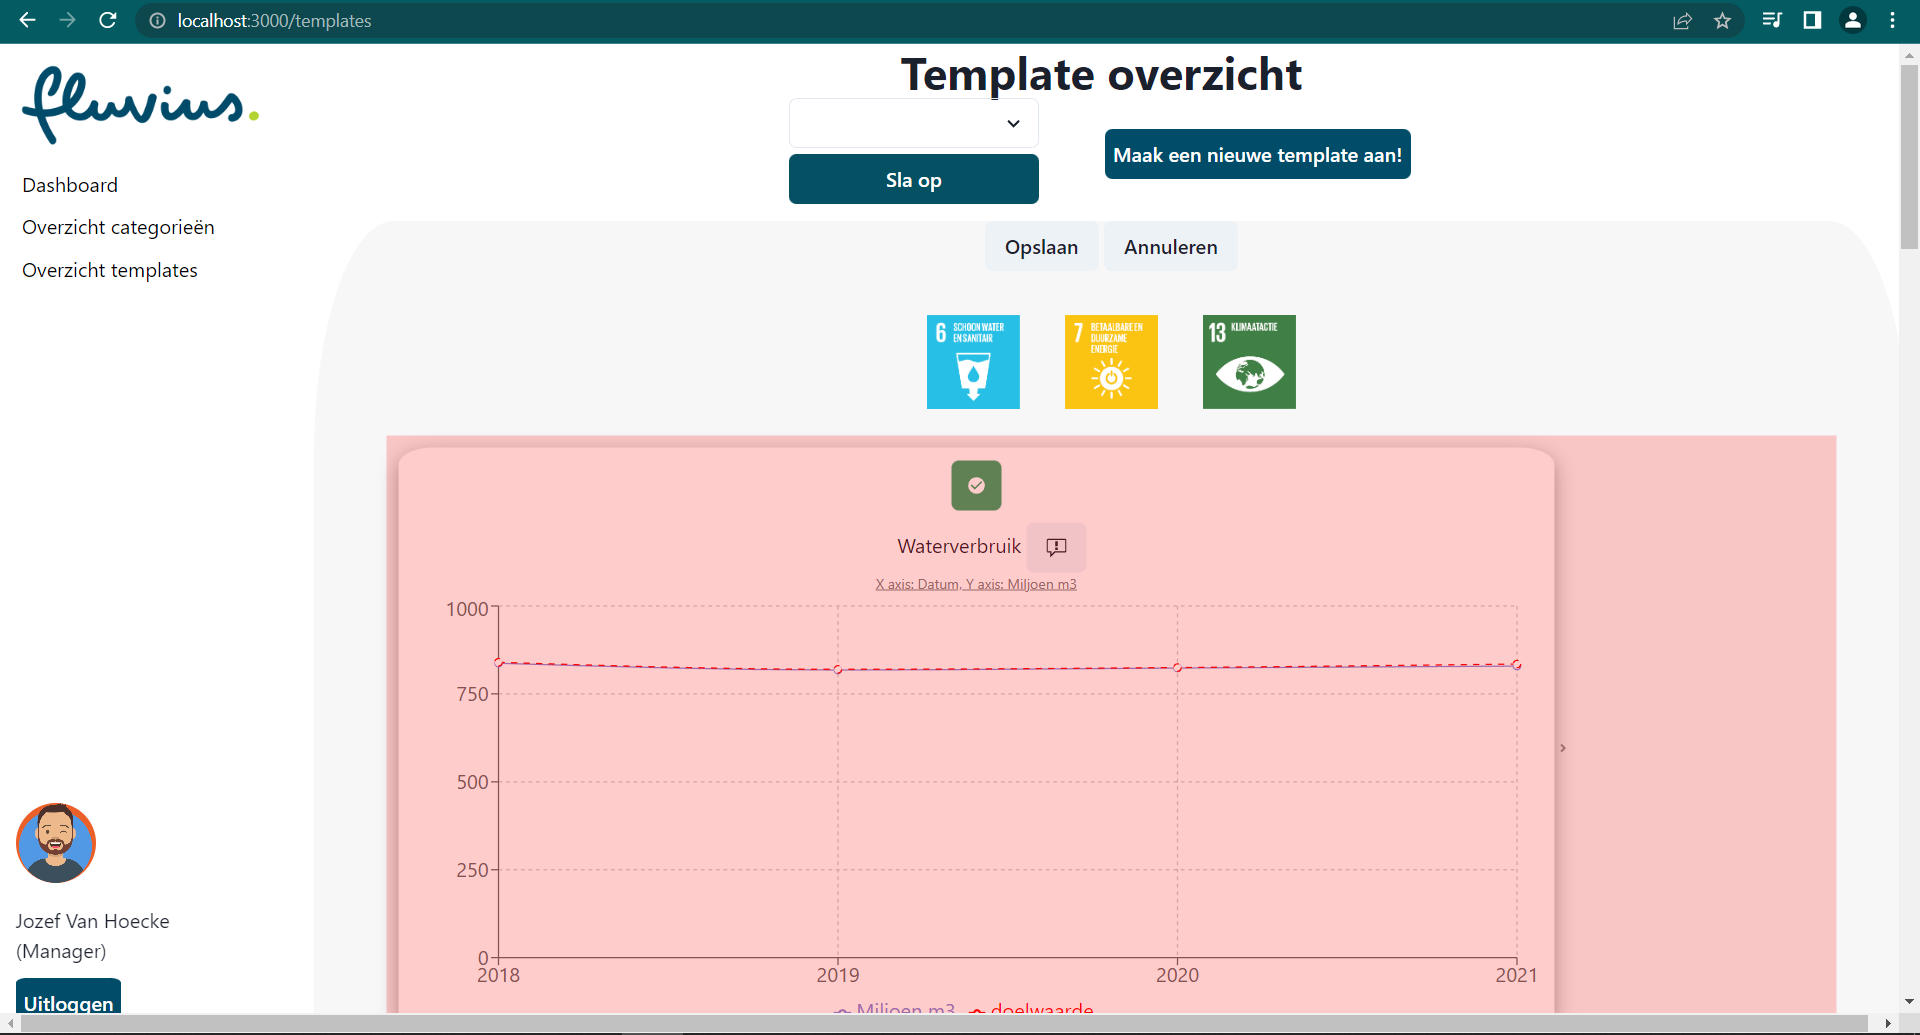 localhost:3000/templates
fluvius.
Template overzicht
Sla op
Maak een nieuwe template aan!
Dashboard
Overzicht categorieën
Overzicht templates
Opslaan
Annuleren
6 SCHOON WATER
EN SANITAIR
7 BETAALBARE EN
DUURZAME
ENERGIE
13 KLIMAATACTIE
Waterverbruik
X axis: Datum, Y axis: Miljoen m3
1000
750
500
250
0
2018
2019
2020
2021
Miljoen m3
doelwaarde
Jozef Van Hoecke
(Manager)
Uitloggen